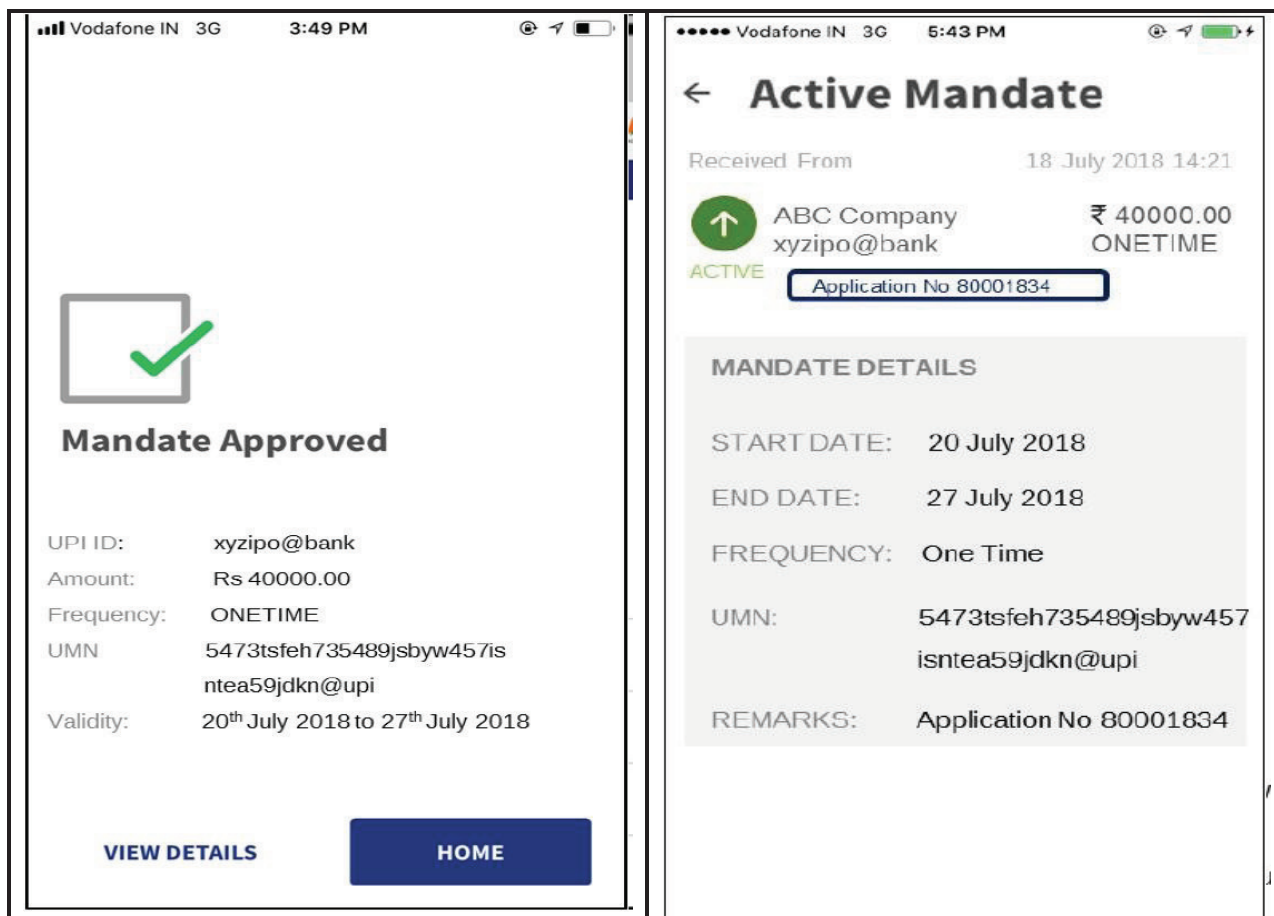 Vodafone IN 3G 3:49 PM
Mandate Approved
UPI ID: xyzipo@bank
Amount: Rs 40000.00
Frequency: ONETIME
UMN 5473tsfeh735489jsbyw457is
ntea59jdkn@upi
Validity: 20th July 2018 to 27th July 2018
VIEW DETAILS HOME
Vodafone IN 3G 5:43 PM
Active Mandate
Received From 18 July 2018 14:21
ABC Company ₹ 40000.00
xyzipo@bank ONETIME
ACTIVE
Application No 80001834
MANDATE DETAILS
START DATE: 20 July 2018
END DATE: 27 July 2018
FREQUENCY: One Time
UMN: 5473tsfeh735489jsbyw457
isntea59jdkn@upi
REMARKS: Application No 80001834